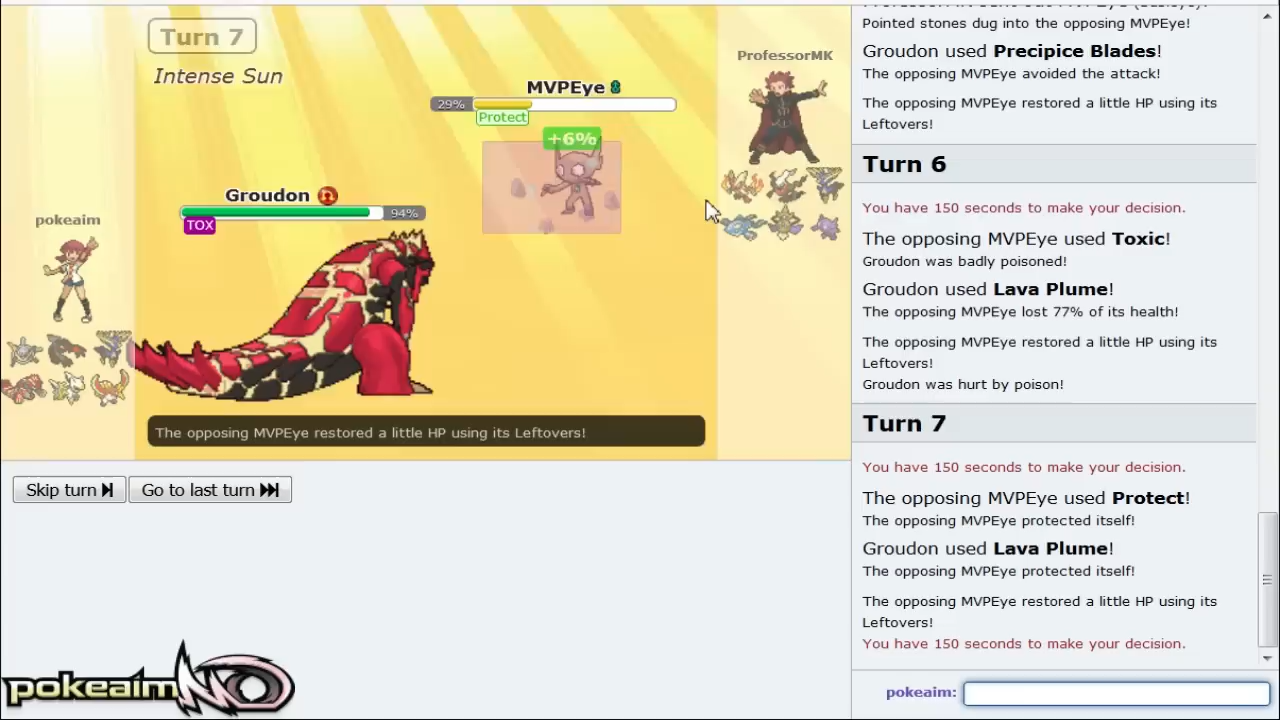 Turn 7
Intense Sun
ProfessorMK
MVPEye
29%
Protect
+6%
Groudon
94%
TOX
pokeaim
The opposing MVPEye restored a little HP using its Leftovers!
Skip turn
Go to last turn
pokeaimMKO
Pointed stones dug into the opposing MVPEye!
Groudon used Precipice Blades!
The opposing MVPEye avoided the attack!
The opposing MVPEye restored a little HP using its
Leftovers!
Turn 6
You have 150 seconds to make your decision.
The opposing MVPEye used Toxic!
Groudon was badly poisoned!
Groudon used Lava Plume!
The opposing MVPEye lost 77% of its health!
The opposing MVPEye restored a little HP using its
Leftovers!
Groudon was hurt by poison!
Turn 7
You have 150 seconds to make your decision.
The opposing MVPEye used Protect!
The opposing MVPEye protected itself!
Groudon used Lava Plume!
The opposing MVPEye protected itself!
The opposing MVPEye restored a little HP using its
Leftovers!
You have 150 seconds to make your decision.
pokeaim: